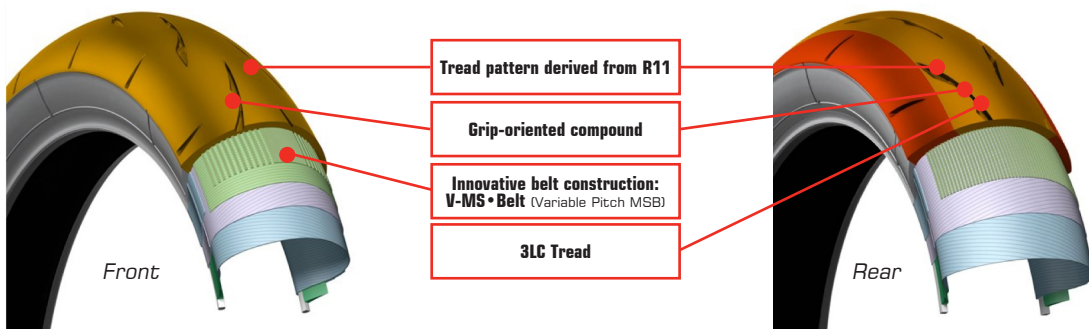 Tread pattern derived from R11
Grip-oriented compound
Innovative belt construction:
V-MS•Belt (Variable Pitch MSB)
3LC Tread
Front
Rear